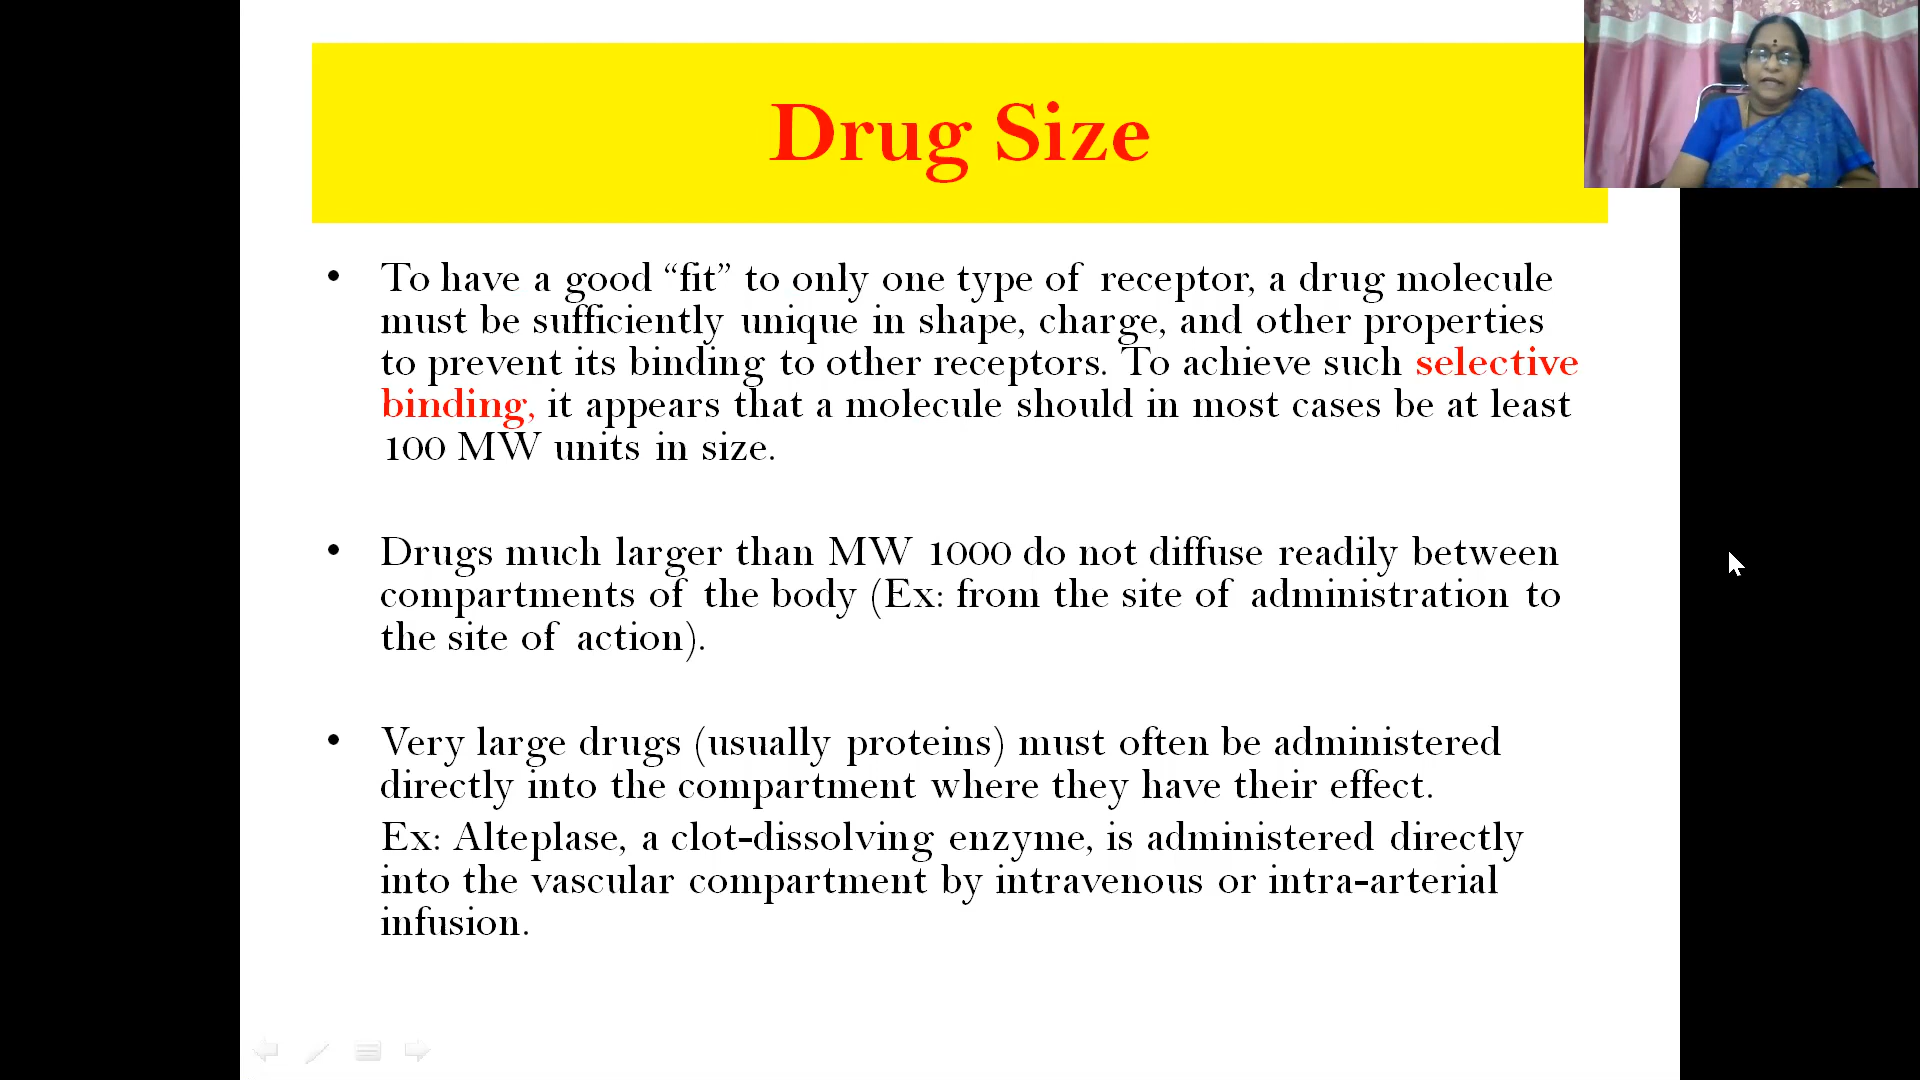 Drug Size
• To have a good “fit” to only one type of receptor, a drug molecule
must be sufficiently unique in shape, charge, and other properties
to prevent its binding to other receptors. To achieve such selective
binding, it appears that a molecule should in most cases be at least
100 MW units in size.
• Drugs much larger than MW 1000 do not diffuse readily between
compartments of the body (Ex: from the site of administration to
the site of action).
• Very large drugs (usually proteins) must often be administered
directly into the compartment where they have their effect.
Ex: Alteplase, a clot-dissolving enzyme, is administered directly
into the vascular compartment by intravenous or intra-arterial
infusion.